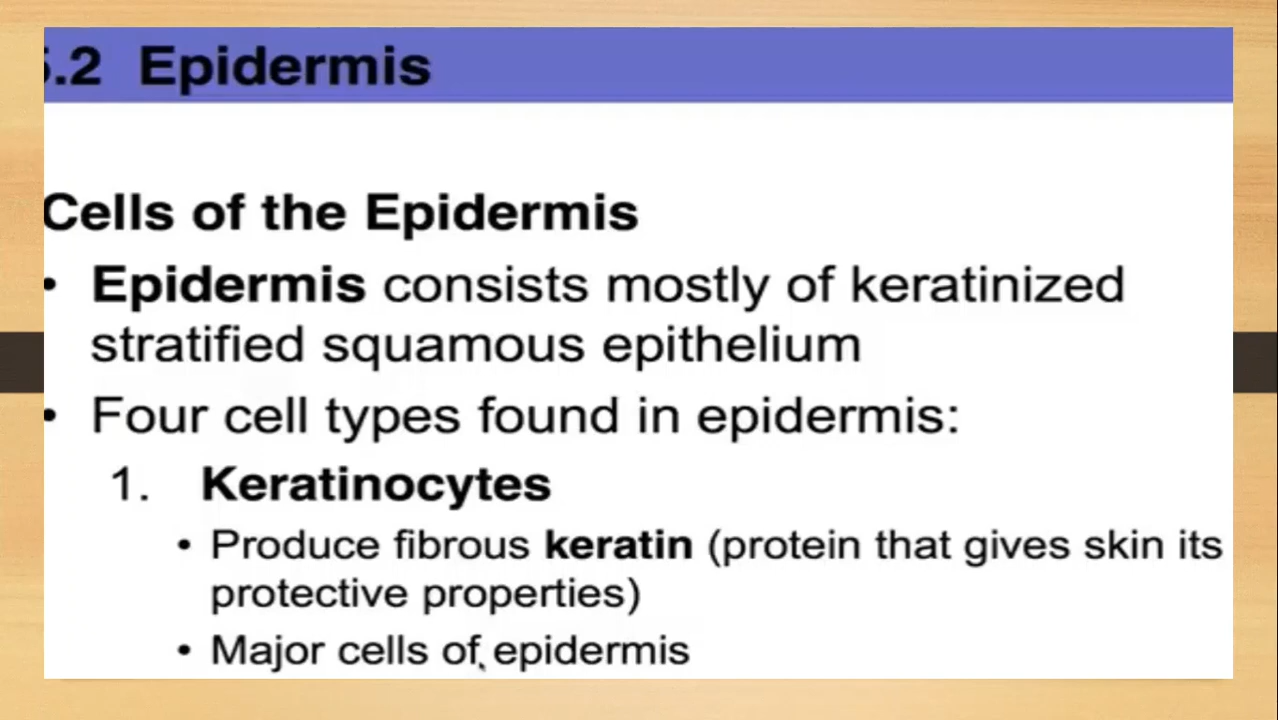 5.2 Epidermis
Cells of the Epidermis
• Epidermis consists mostly of keratinized
stratified squamous epithelium
• Four cell types found in epidermis:
1. Keratinocytes
• Produce fibrous keratin (protein that gives skin its
protective properties)
• Major cells of epidermis